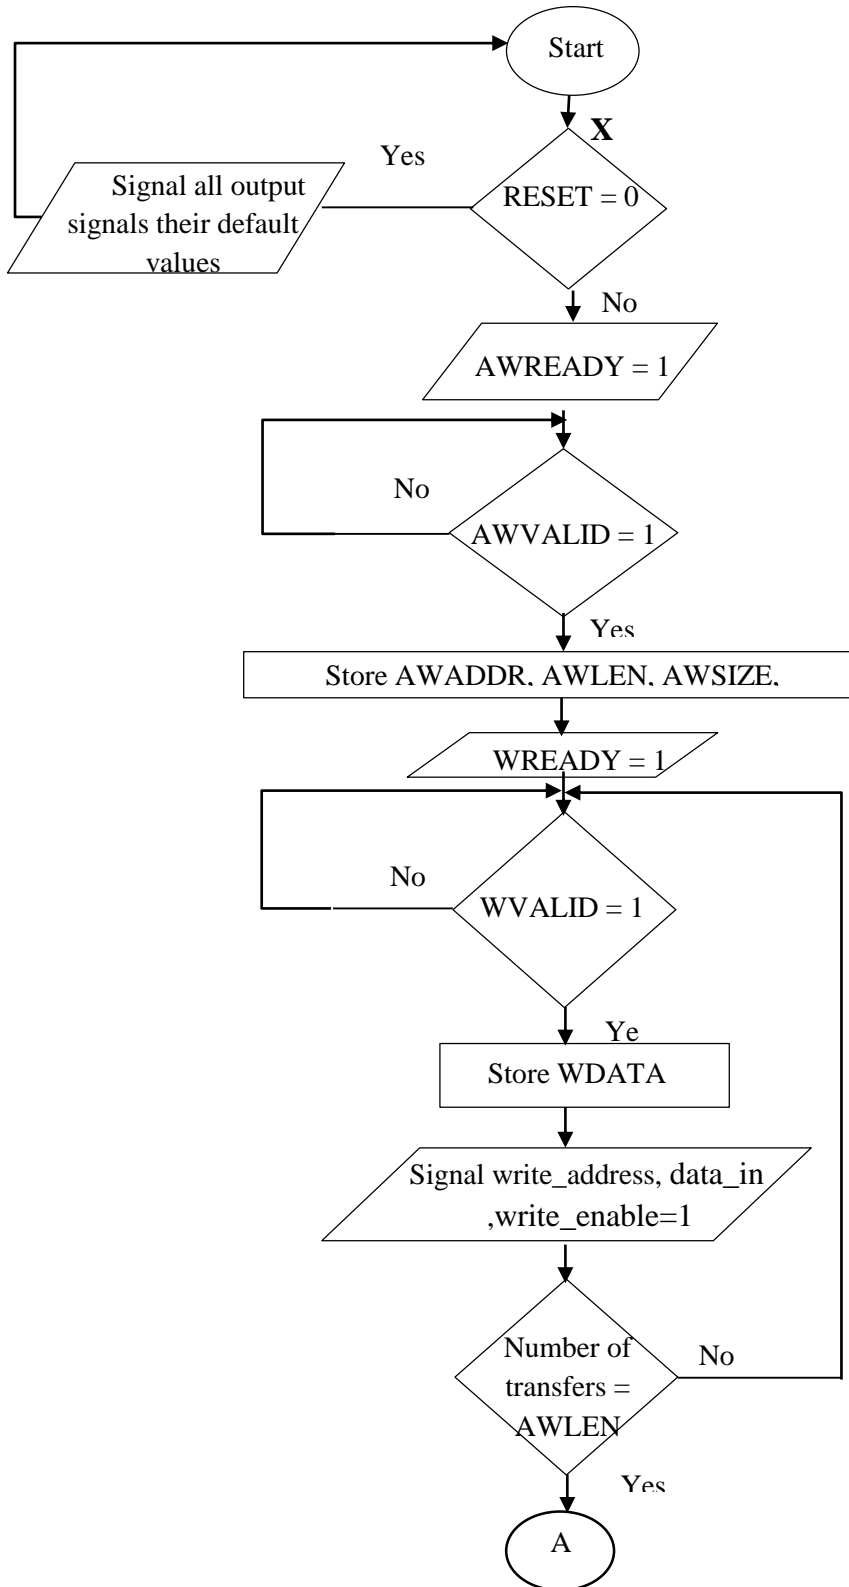 Start
X
Yes
RESET = 0
Signal all output
signals their default
values
No
AWREADY = 1
No
AWVALID = 1
Yes
Store AWADDR, AWLEN, AWSIZE,
WREADY = 1
No
WVALID = 1
Ye
Store WDATA
Signal write_address, data_in
,write_enable=1
Number of
transfers =
AWLEN
No
Yes
A